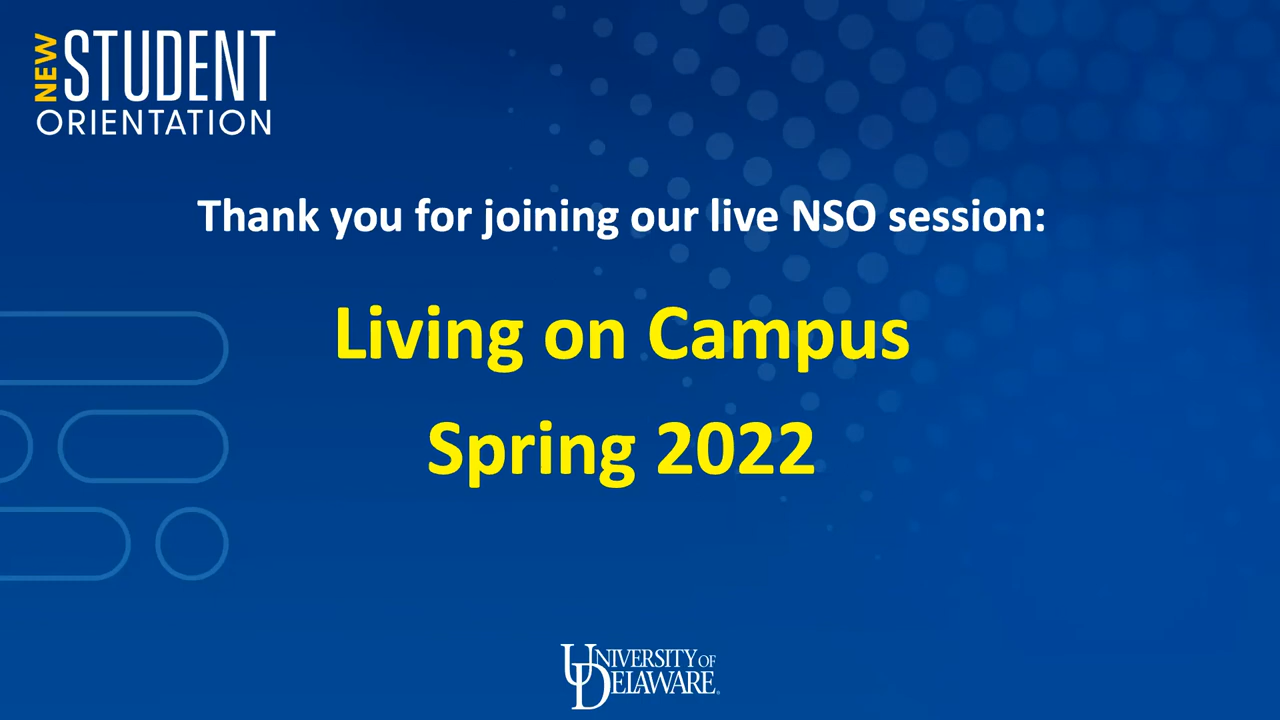 NEW
STUDENT
ORIENTATION
Thank you for joining our live NSO session:
Living on Campus
Spring 2022
UNIVERSITY OF
DELAWARE